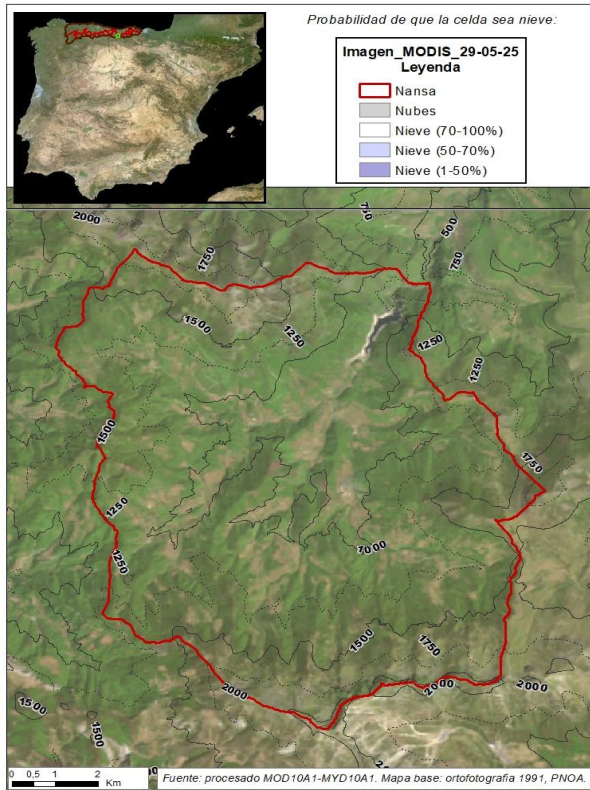 Probabilidad de que la celda sea nieve:
Imagen_MODIS_29-05-25
Leyenda
Nansa
Nubes
Nieve (70-100%)
Nieve (50-70%)
Nieve (1-50%)
2000
750
500
1750
750
1500
1250
1250
1250
1500
1750
1250
1000
1250
1500
1750
2000
2000
2000
1500
1500
0 0,5 1 2
Km
Fuente: procesado MOD10A1-MYD10A1. Mapa base: ortofotografia 1991, PNOA.